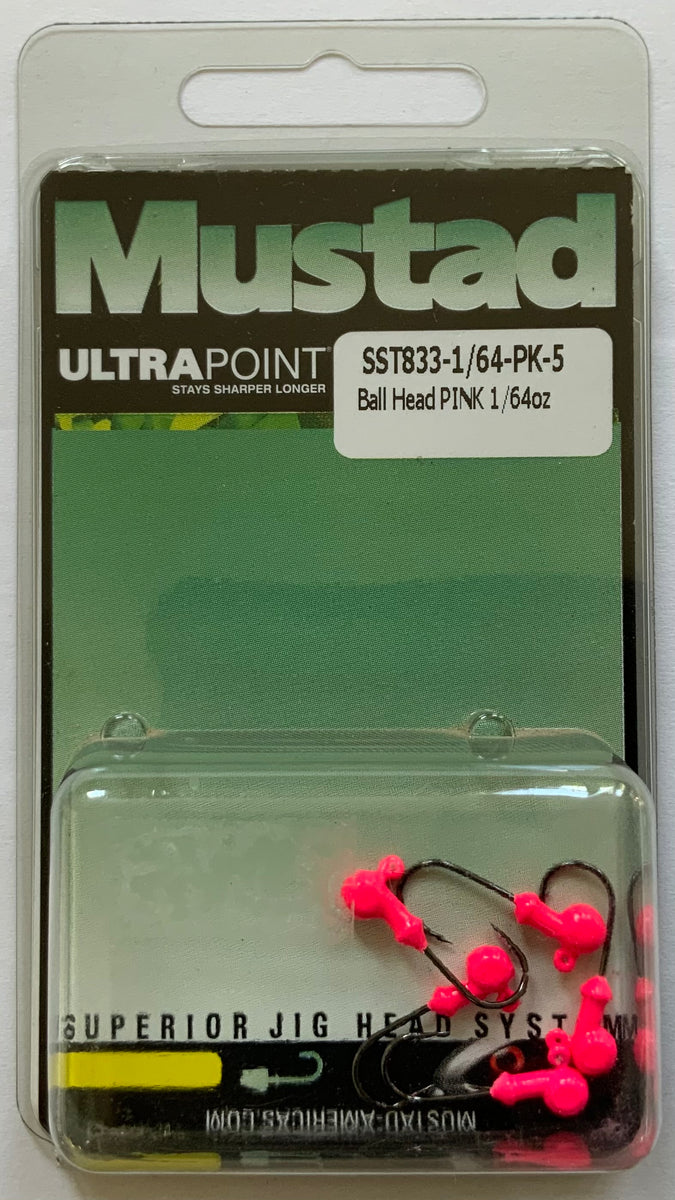 Mustad
ULTRAPOINT
STAYS SHARPER LONGER
SST833-1/64-PK-5
Ball Head PINK 1/64oz
SUPERIOR JIG HEAD SYST
MUSTAD-AMERICAS.COM